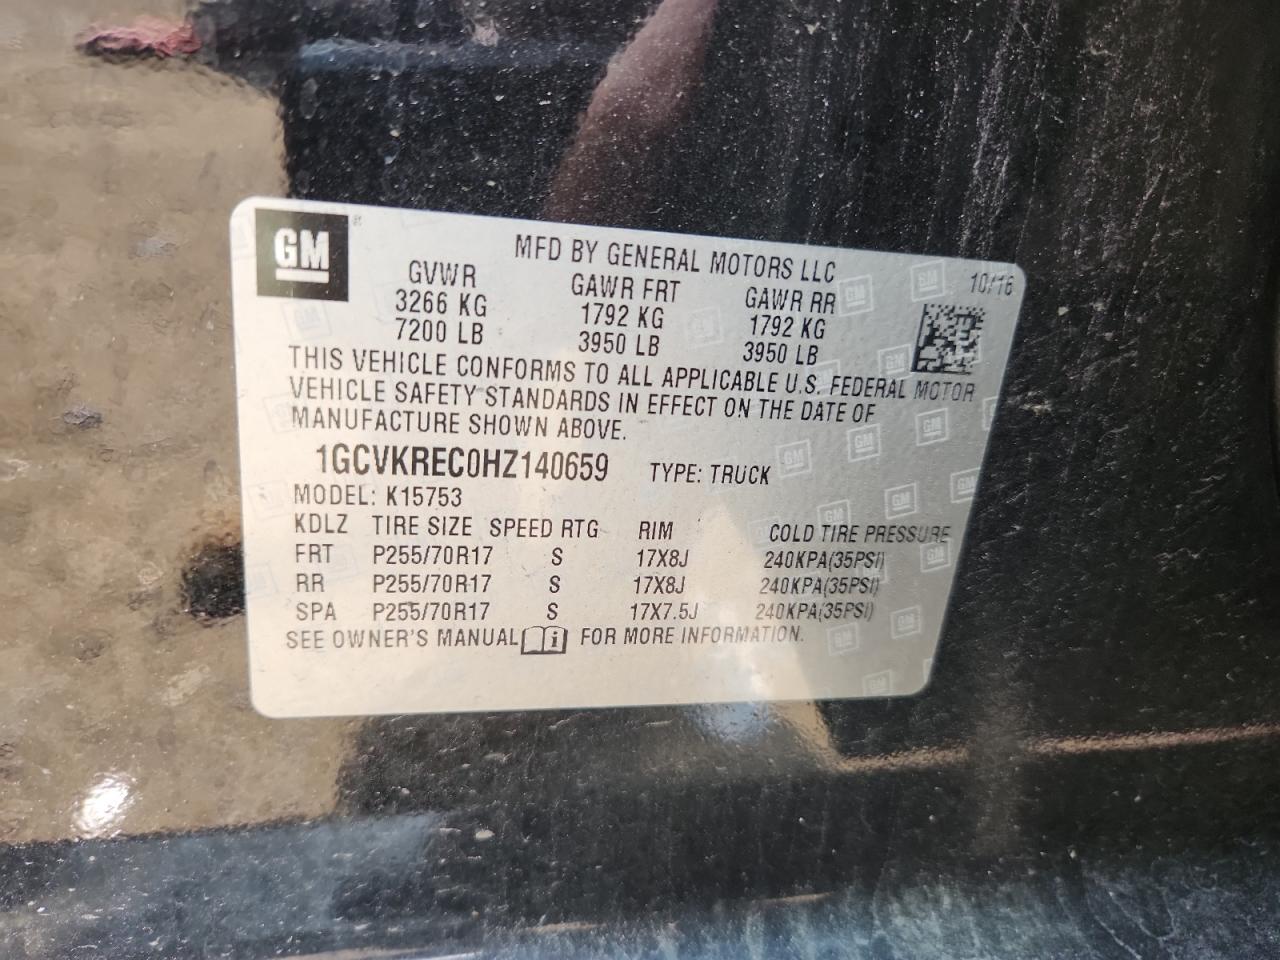 GM ®
MFD BY GENERAL MOTORS LLC 10/16
GVWR GAWR FRT GAWR RR
3266 KG 1792 KG 1792 KG
7200 LB 3950 LB 3950 LB
THIS VEHICLE CONFORMS TO ALL APPLICABLE U.S. FEDERAL MOTOR
VEHICLE SAFETY STANDARDS IN EFFECT ON THE DATE OF
MANUFACTURE SHOWN ABOVE.
1GCVKREC0HZ140659 TYPE: TRUCK
MODEL: K15753
KDLZ TIRE SIZE SPEED RTG RIM COLD TIRE PRESSURE
FRT P255/70R17 S 17X8J 240KPA(35PSI)
RR P255/70R17 S 17X8J 240KPA(35PSI)
SPA P255/70R17 S 17X7.5J 240KPA(35PSI)
SEE OWNER'S MANUAL i FOR MORE INFORMATION.